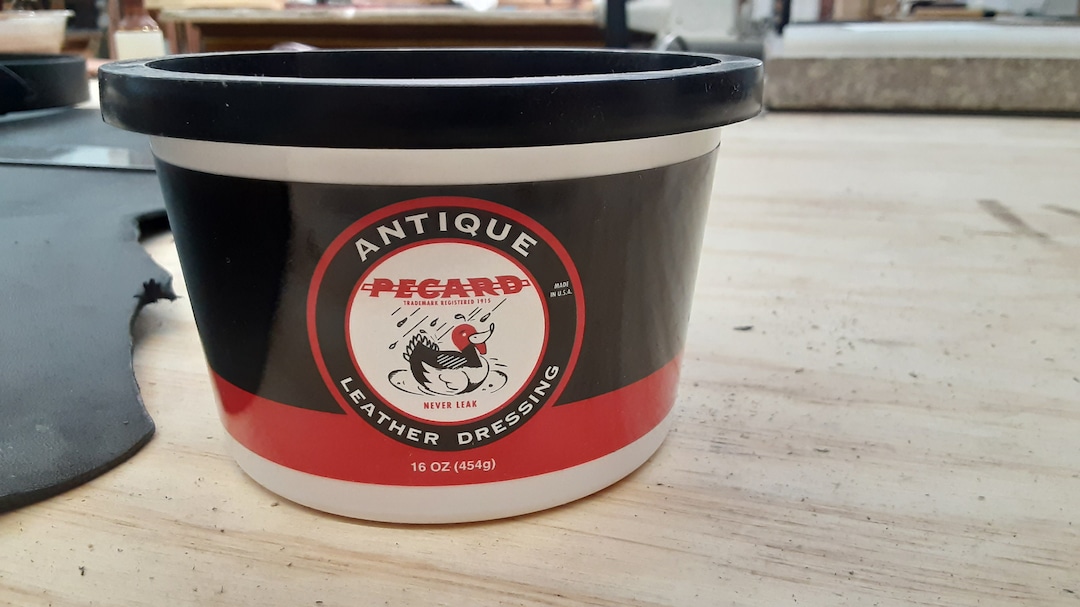 ANTIQUE
PECARD
TRADEMARK REGISTERED 1915
MADE
IN U.S.A.
NEVER LEAK
LEATHER DRESSING
16 OZ (454g)